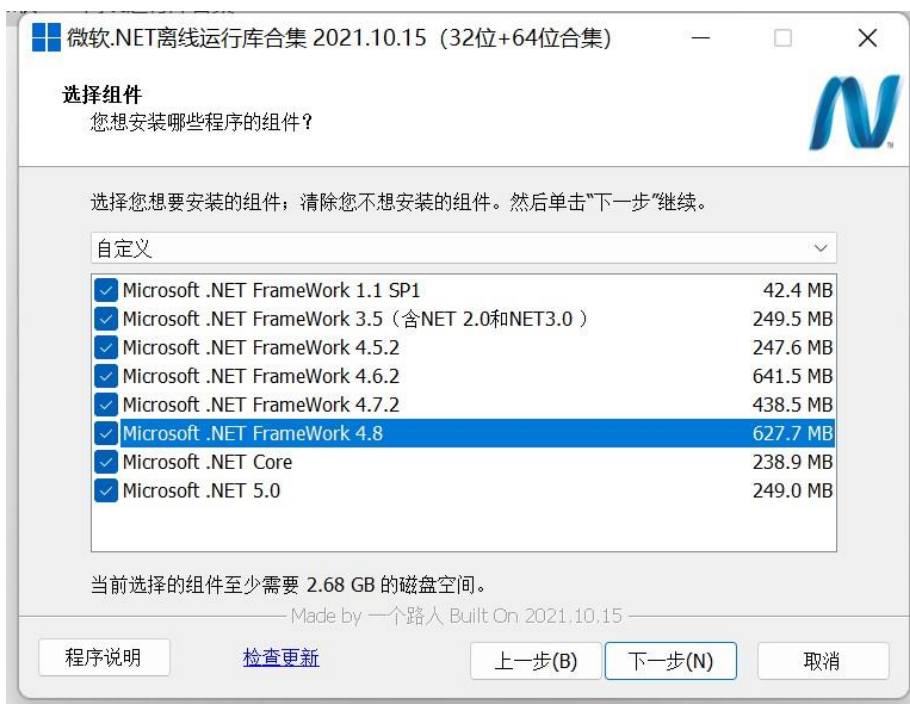 微软.NET离线运行库合集 2021.10.15（32位+64位合集）
选择组件
您想安装哪些程序的组件?
选择您想要安装的组件；清除您不想安装的组件。然后单击“下一步”继续。
自定义
Microsoft .NET FrameWork 1.1 SP1 42.4 MB
Microsoft .NET FrameWork 3.5（含NET 2.0和NET3.0 ） 249.5 MB
Microsoft .NET FrameWork 4.5.2 247.6 MB
Microsoft .NET FrameWork 4.6.2 641.5 MB
Microsoft .NET FrameWork 4.7.2 438.5 MB
Microsoft .NET FrameWork 4.8 627.7 MB
Microsoft .NET Core 238.9 MB
Microsoft .NET 5.0 249.0 MB
当前选择的组件至少需要 2.68 GB 的磁盘空间。
Made by 一个路人 Built On 2021.10.15
程序说明 检查更新 上一步(B) 下一步(N) 取消